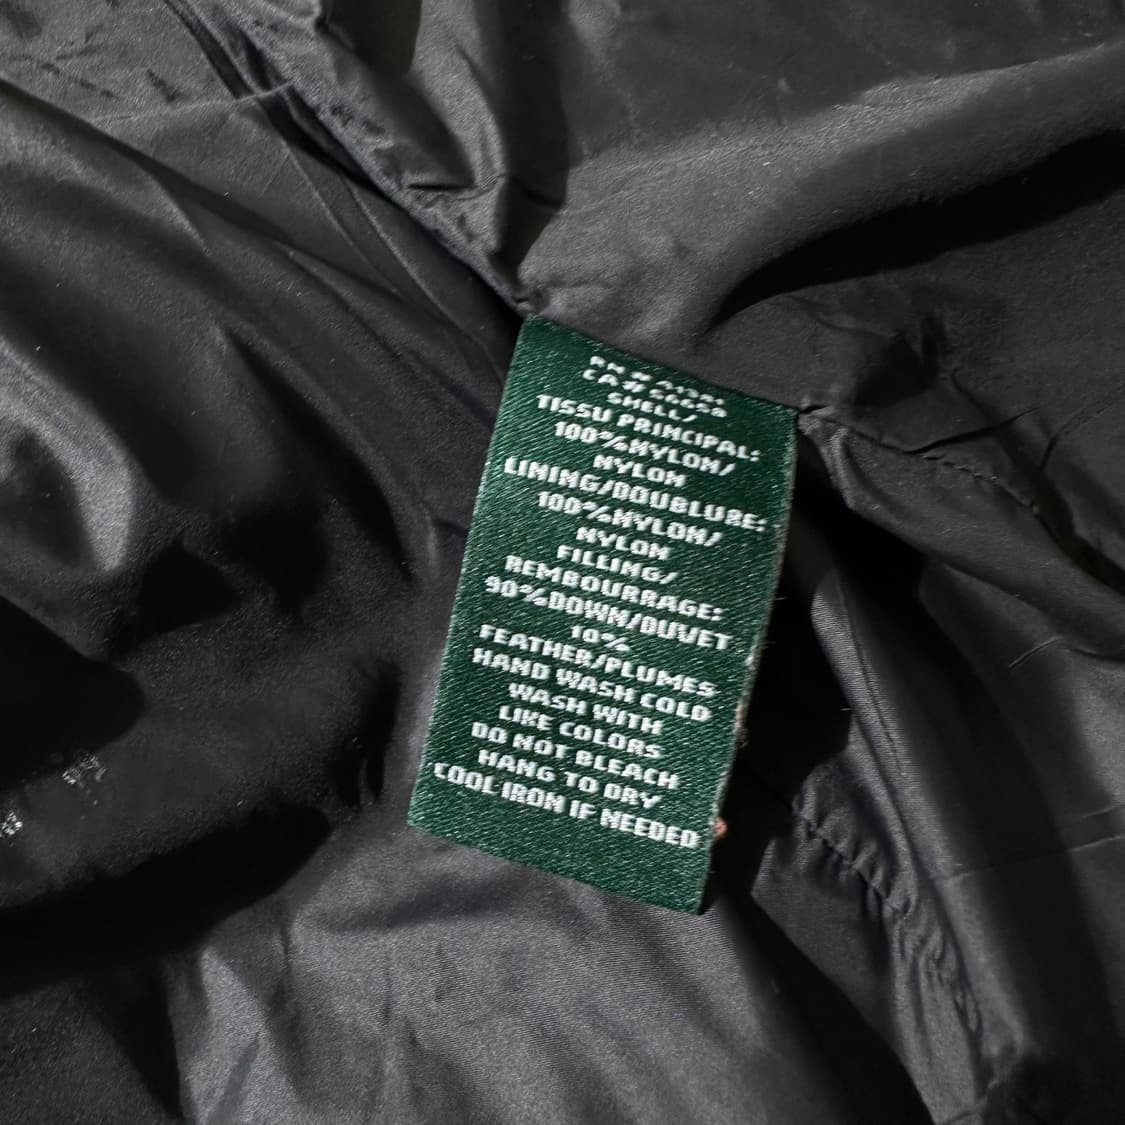 SHELL/
TISSU PRINCIPAL:
100%NYLON/
NYLON
LINING/DOUBLURE:
100%NYLON/
NYLON
FILLING/
REMBOURRAGE:
90%DOWN/DUVET
10%
FEATHER/PLUMES
HAND WASH COLD
WASH WITH
LIKE COLORS
DO NOT BLEACH
HANG TO DRY
COOL IRON IF NEEDED